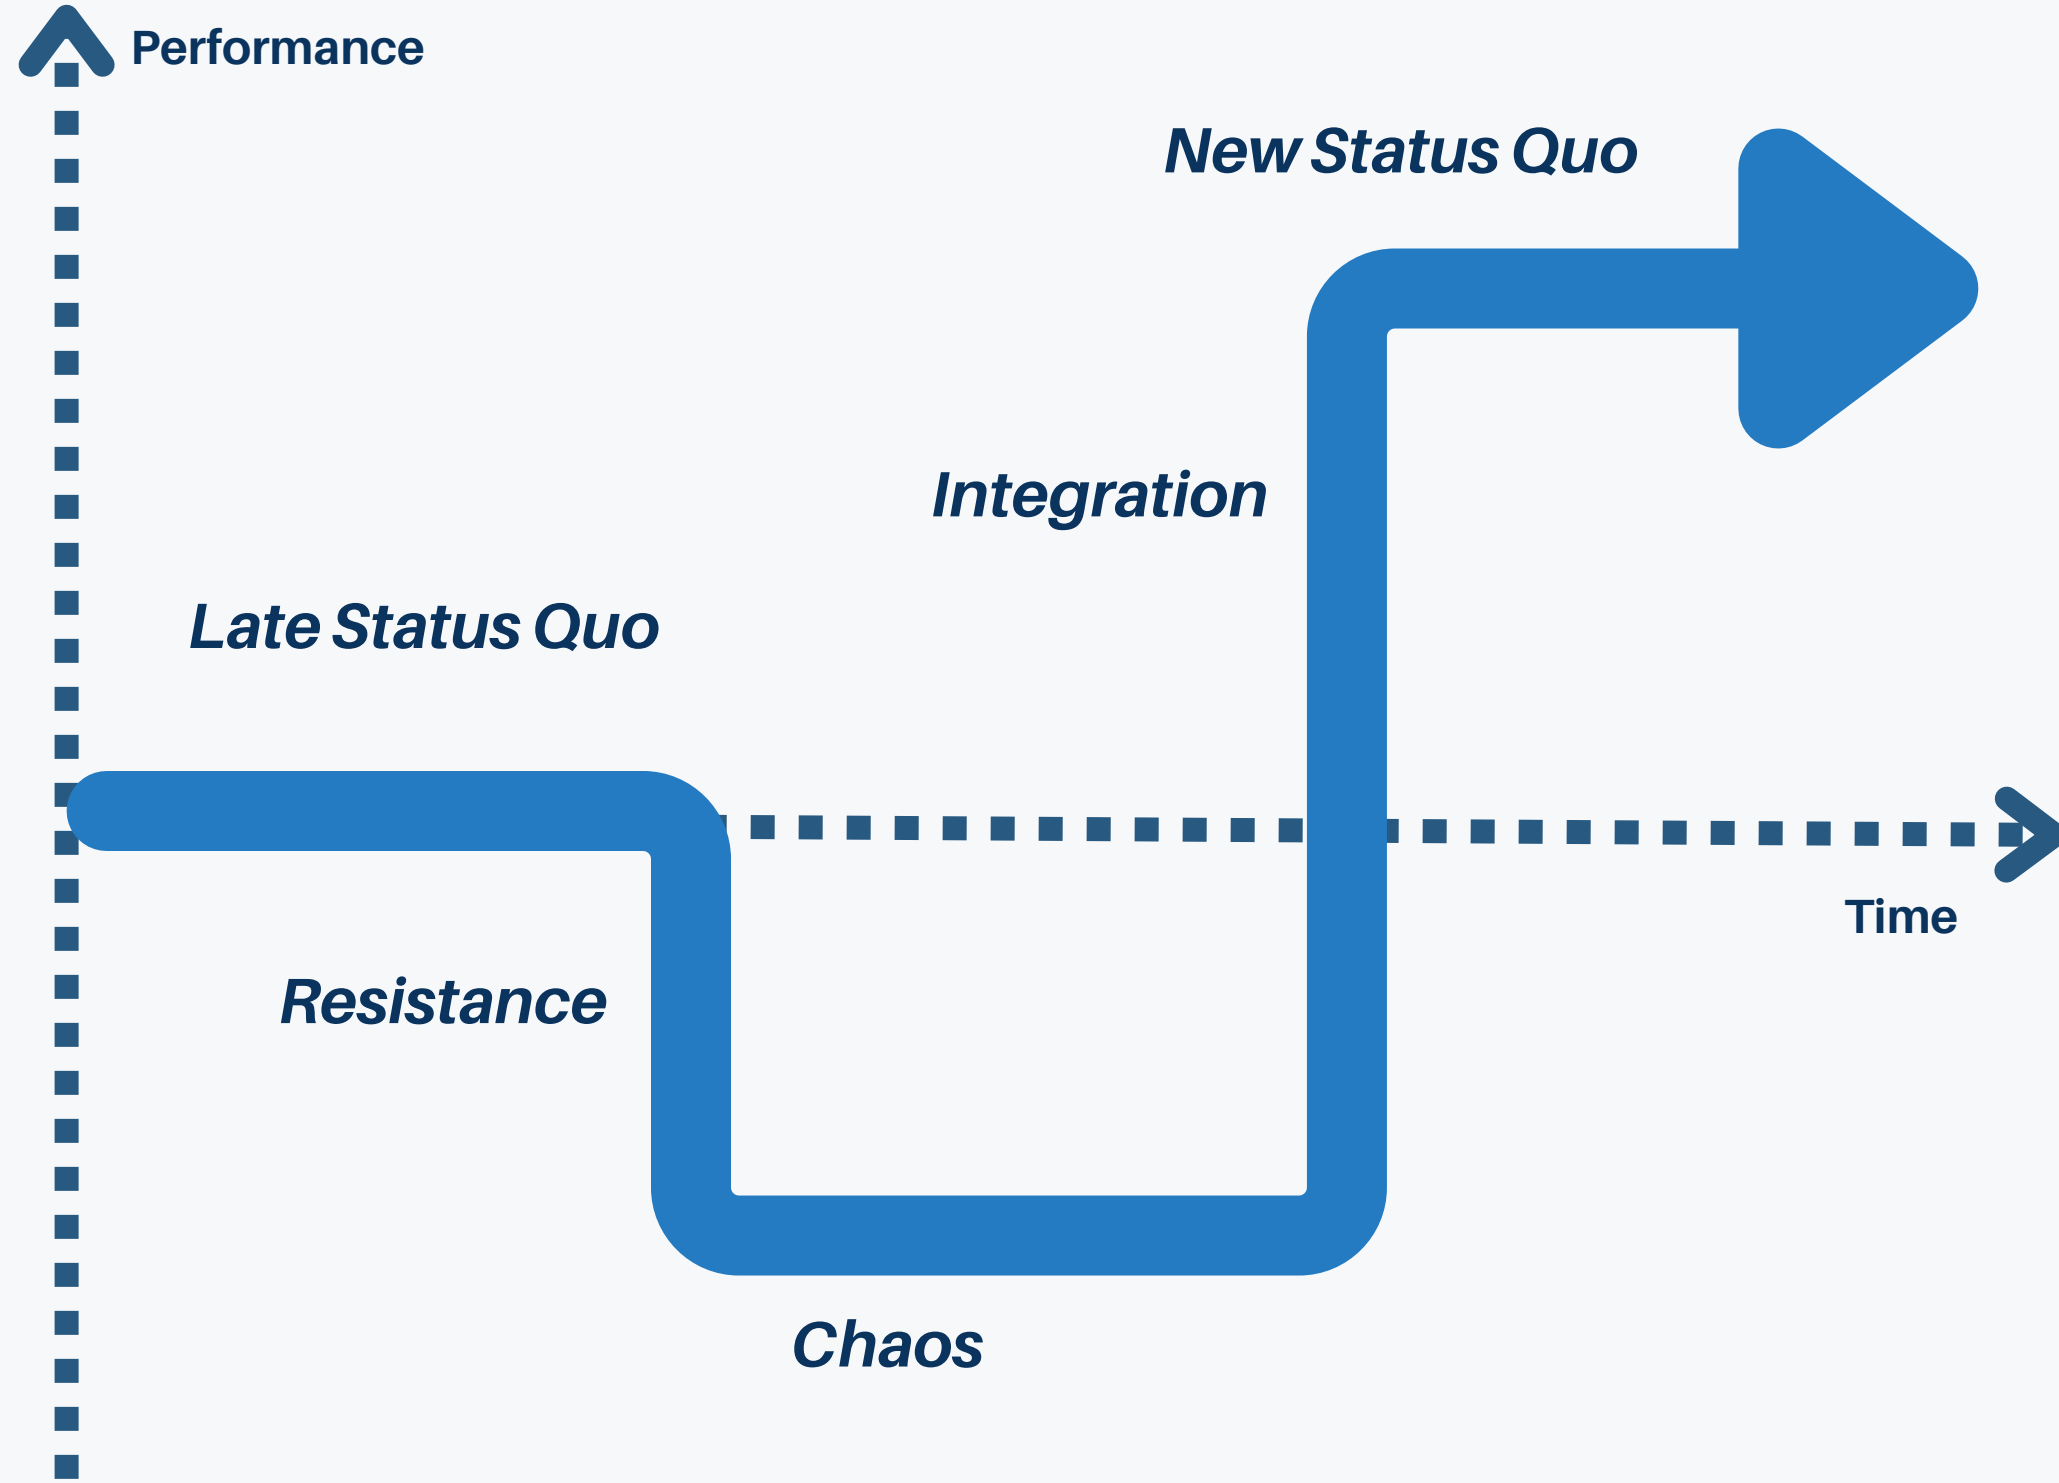 Performance
New Status Quo
Integration
Late Status Quo
Time
Resistance
Chaos